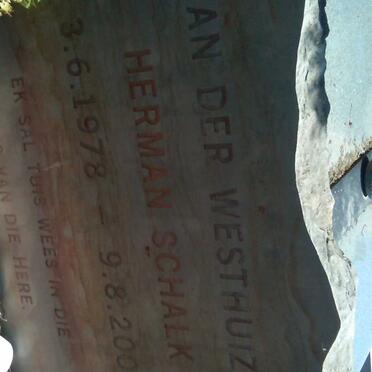 AN DER WESTHUIZ
HERMAN SCHALK
3.6.1978 – 9.8.200
EK SAL TUIS WEES IN DIE
VAN DIE HERE.